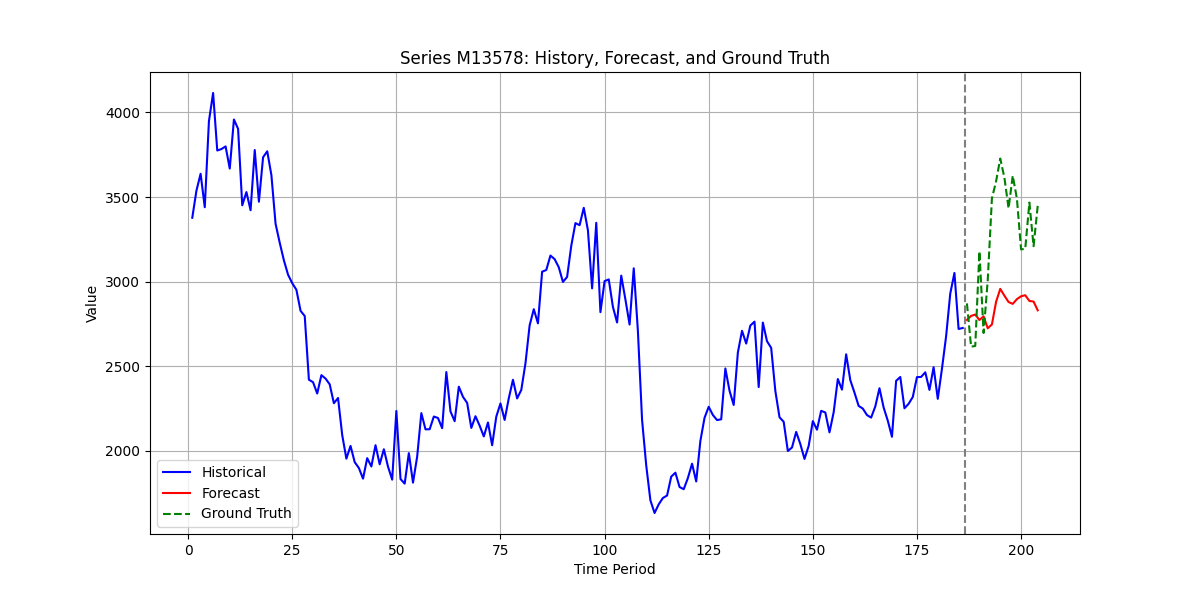 Series M13578: History, Forecast, and Ground Truth
4000
3500
3000
2500
2000
Value
Historical
Forecast
Ground Truth
0 25 50 75 100 125 150 175 200
Time Period